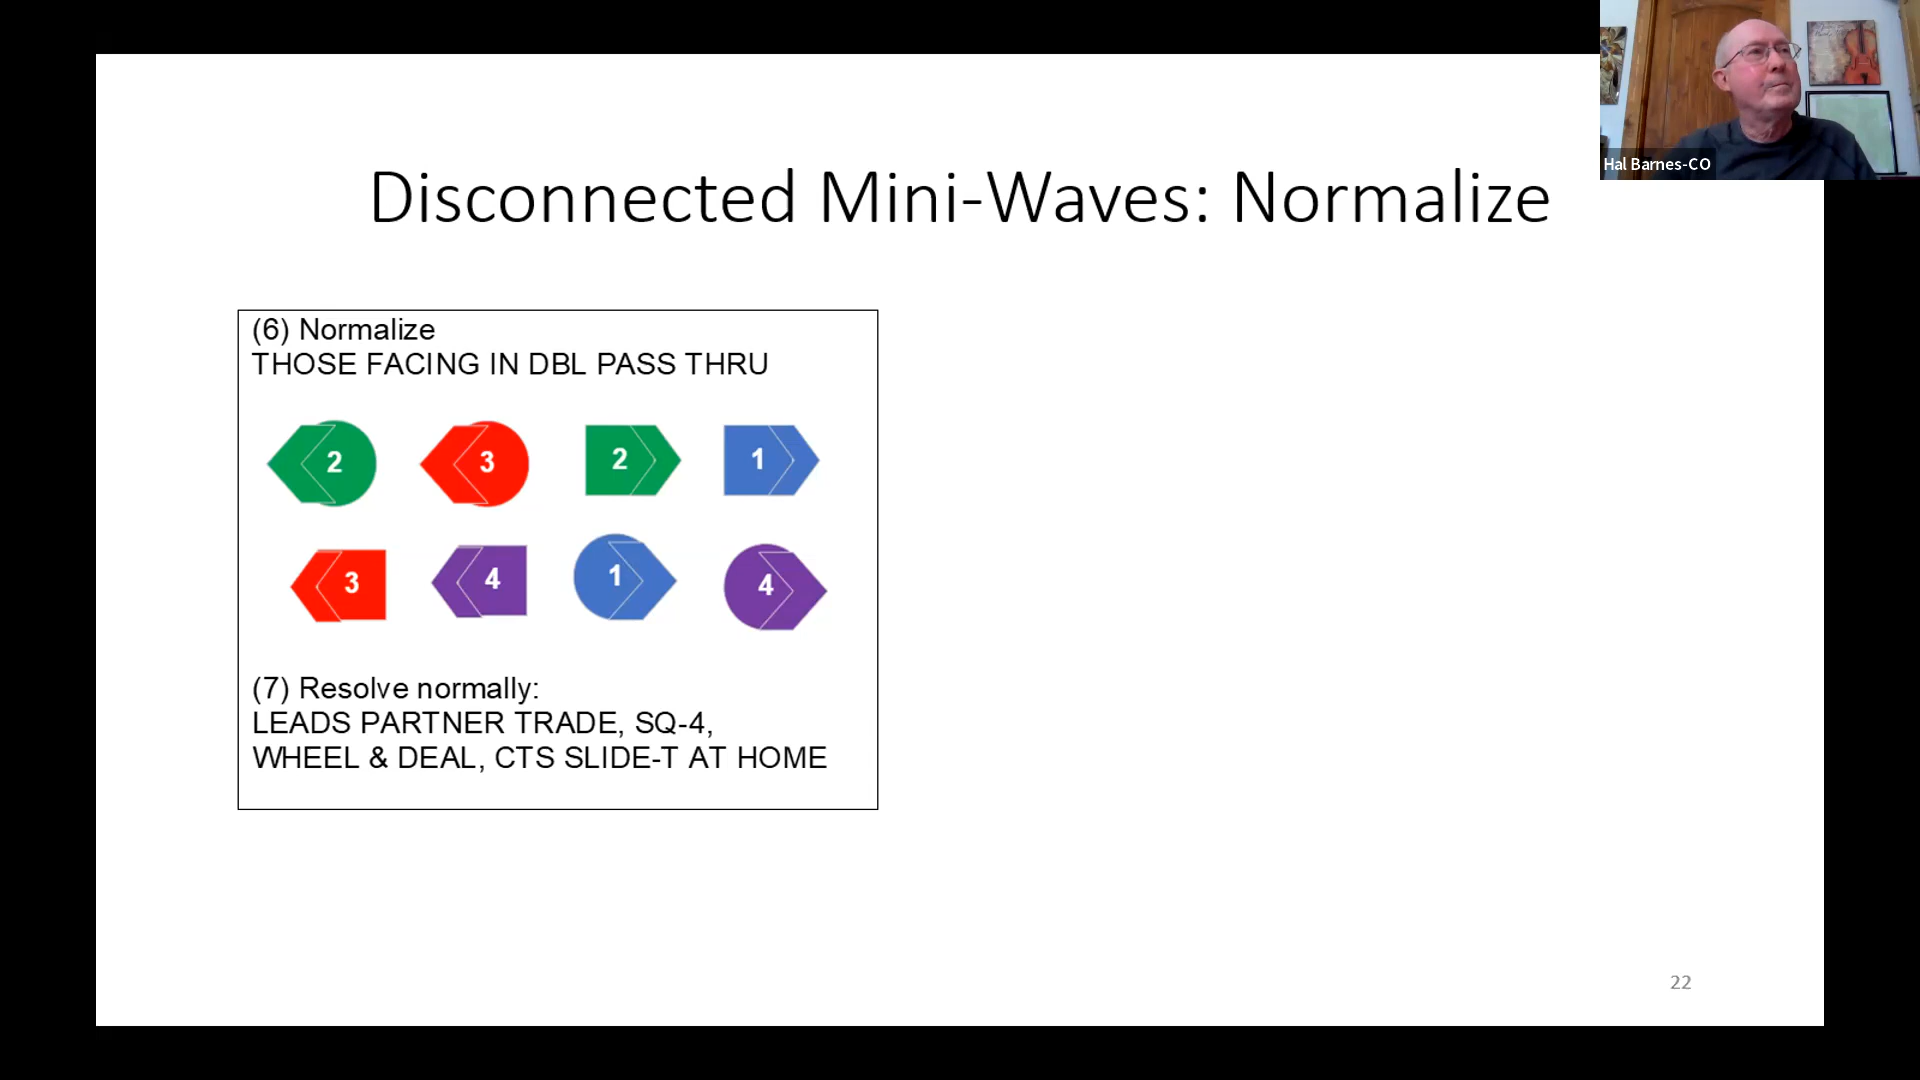 Hal Barnes-CO
Disconnected Mini-Waves: Normalize
(6) Normalize
THOSE FACING IN DBL PASS THRU
2 3 2 1
3 4 1 4
(7) Resolve normally:
LEADS PARTNER TRADE, SQ-4,
WHEEL & DEAL, CTS SLIDE-T AT HOME
22